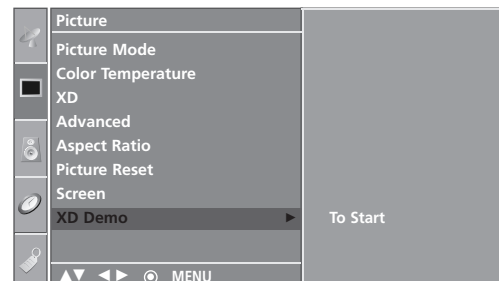 Picture
Picture Mode
Color Temperature
XD
Advanced
Aspect Ratio
Picture Reset
Screen
XD Demo ► To Start
▲▼ ◄► ⦿ MENU